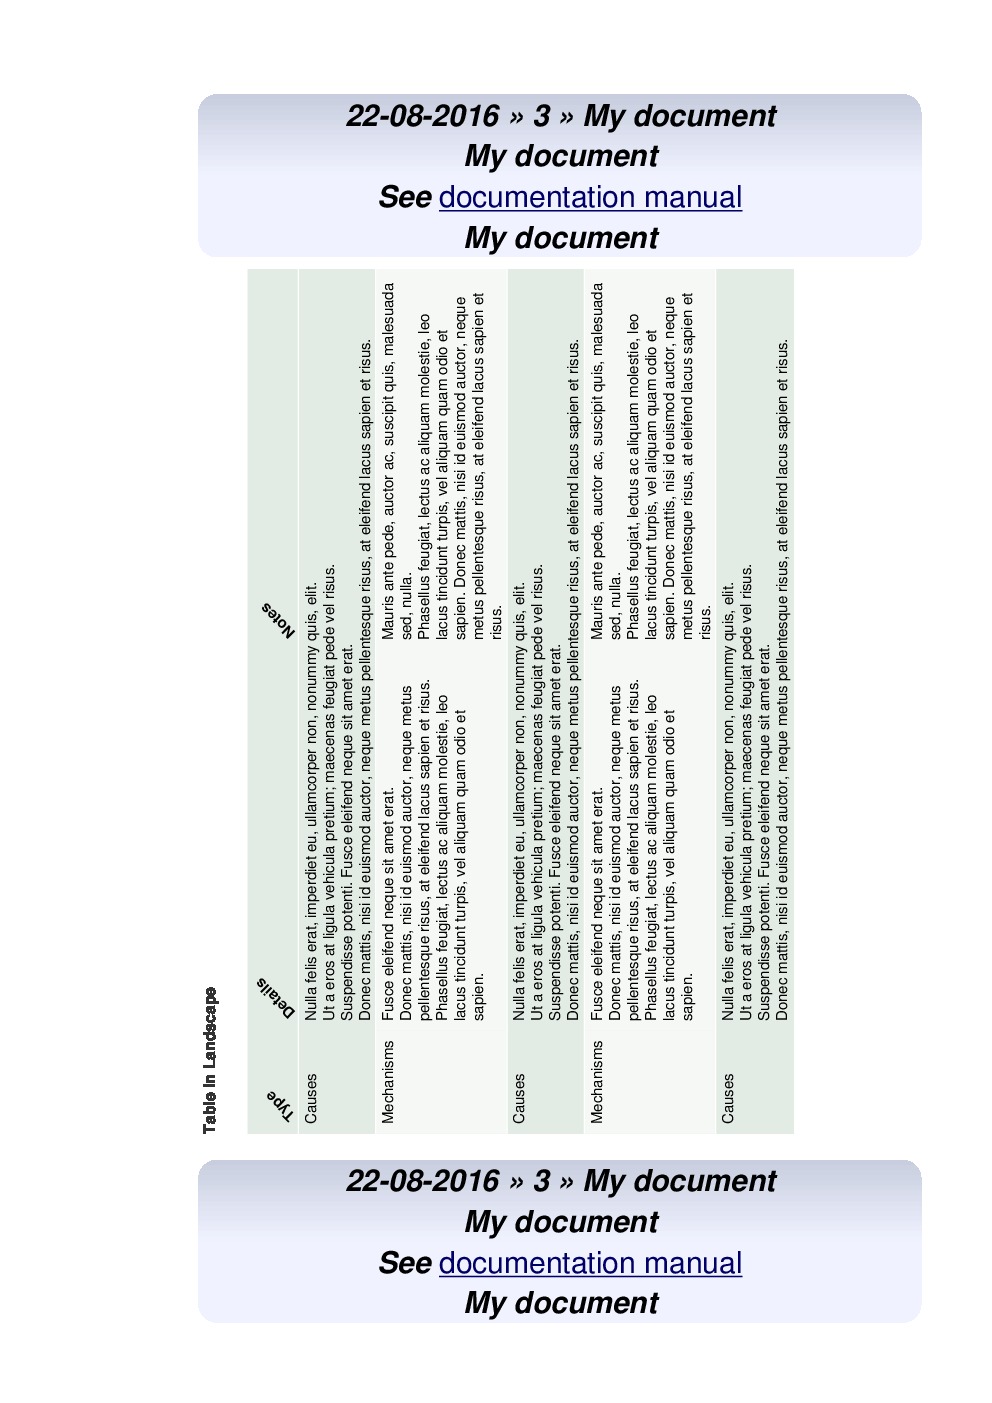 22-08-2016 » 3 » My document
My document
See documentation manual
My document
Table in Landscape
Type Details Notes
Causes
Nulla felis erat, imperdiet eu, ullamcorper non, nonummy quis, elit.
Ut a eros at ligula vehicula pretium; maecenas feugiat pede vel risus.
Suspendisse potenti. Fusce eleifend neque sit amet erat.
Donec mattis, nisi id euismod auctor, neque metus pellentesque risus, at eleifend lacus sapien et risus.
Mechanisms
Fusce eleifend neque sit amet erat.
Donec mattis, nisi id euismod auctor, neque metus
pellentesque risus, at eleifend lacus sapien et risus.
Phasellus feugiat, lectus ac aliquam molestie, leo
lacus tincidunt turpis, vel aliquam quam odio et
sapien.
Mauris ante pede, auctor ac, suscipit quis, malesuada
sed, nulla.
Phasellus feugiat, lectus ac aliquam molestie, leo
lacus tincidunt turpis, vel aliquam quam odio et
sapien. Donec mattis, nisi id euismod auctor, neque
metus pellentesque risus, at eleifend lacus sapien et
risus.
Causes
Nulla felis erat, imperdiet eu, ullamcorper non, nonummy quis, elit.
Ut a eros at ligula vehicula pretium; maecenas feugiat pede vel risus.
Suspendisse potenti. Fusce eleifend neque sit amet erat.
Donec mattis, nisi id euismod auctor, neque metus pellentesque risus, at eleifend lacus sapien et risus.
Mechanisms
Fusce eleifend neque sit amet erat.
Donec mattis, nisi id euismod auctor, neque metus
pellentesque risus, at eleifend lacus sapien et risus.
Phasellus feugiat, lectus ac aliquam molestie, leo
lacus tincidunt turpis, vel aliquam quam odio et
sapien.
Mauris ante pede, auctor ac, suscipit quis, malesuada
sed, nulla.
Phasellus feugiat, lectus ac aliquam molestie, leo
lacus tincidunt turpis, vel aliquam quam odio et
sapien. Donec mattis, nisi id euismod auctor, neque
metus pellentesque risus, at eleifend lacus sapien et
risus.
Causes
Nulla felis erat, imperdiet eu, ullamcorper non, nonummy quis, elit.
Ut a eros at ligula vehicula pretium; maecenas feugiat pede vel risus.
Suspendisse potenti. Fusce eleifend neque sit amet erat.
Donec mattis, nisi id euismod auctor, neque metus pellentesque risus, at eleifend lacus sapien et risus.
22-08-2016 » 3 » My document
My document
See documentation manual
My document